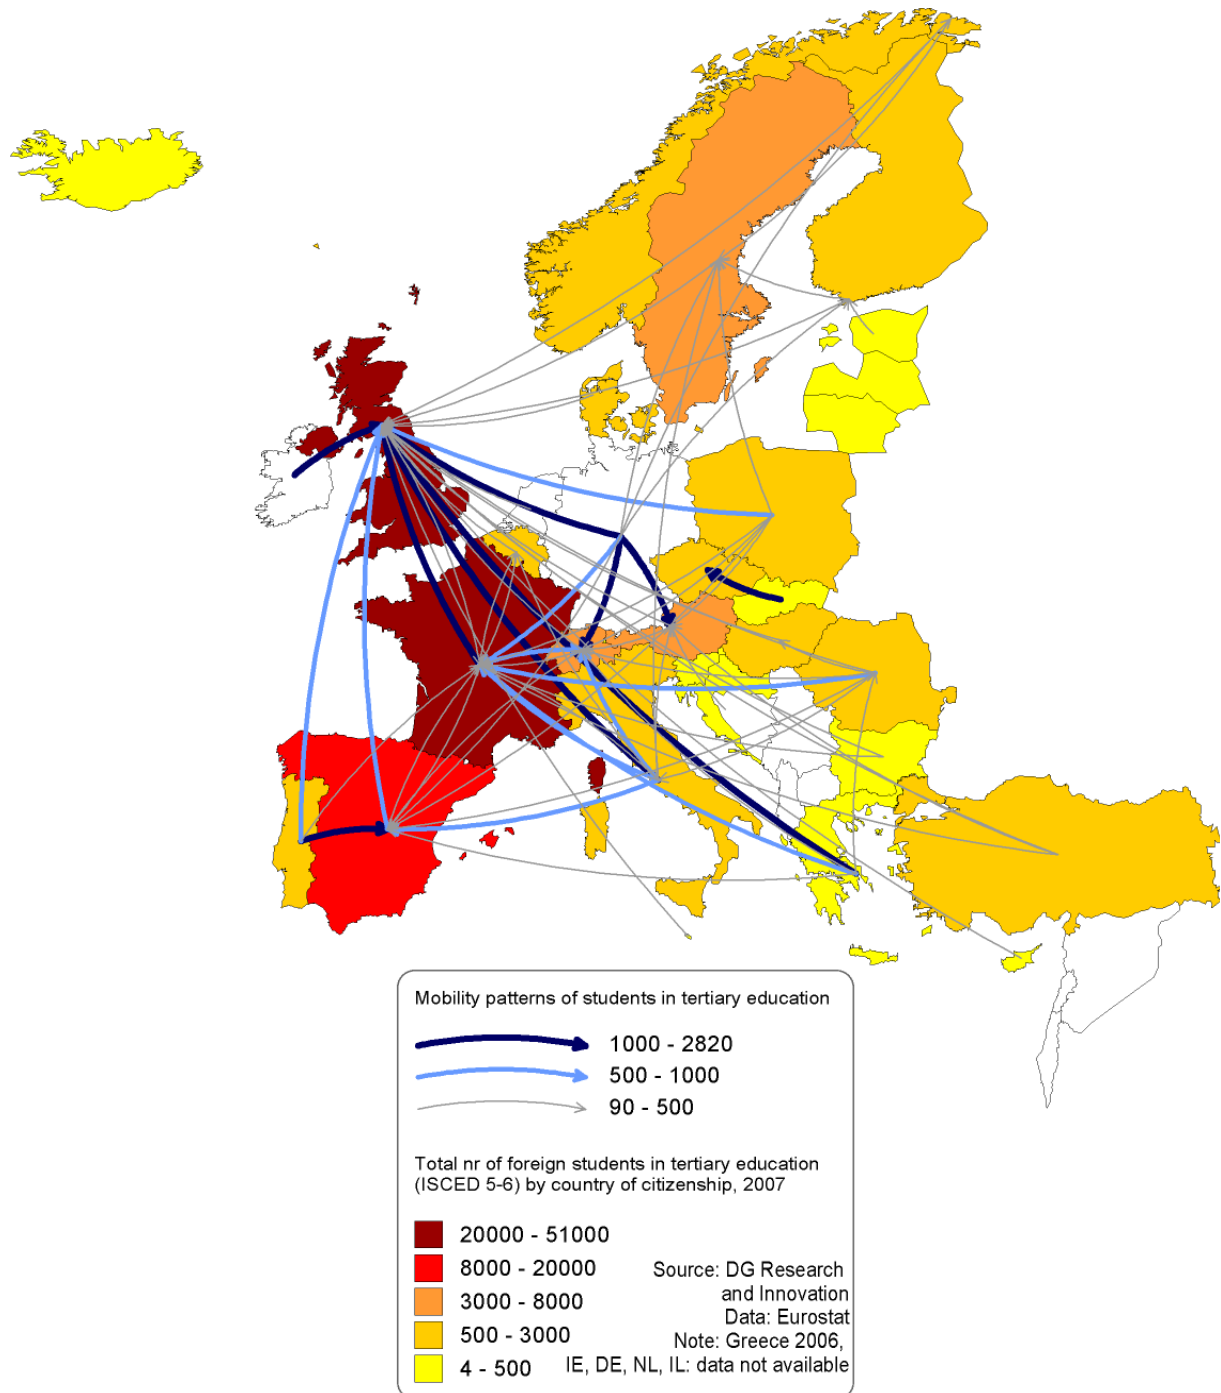 Mobility patterns of students in tertiary education
1000 - 2820
500 - 1000
90 - 500
Total nr of foreign students in tertiary education
(ISCED 5-6) by country of citizenship, 2007
20000 - 51000
8000 - 20000
3000 - 8000
500 - 3000
4 - 500
Source: DG Research
and Innovation
Data: Eurostat
Note: Greece 2006,
IE, DE, NL, IL: data not available